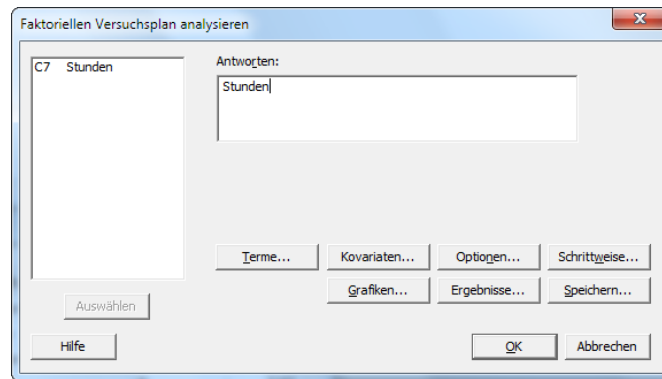 Faktoriellen Versuchsplan analysieren
C7 Stunden
Antworten:
Stunden
Terme...
Kovariaten...
Optionen...
Schrittweise...
Grafiken...
Ergebnisse...
Speichern...
Auswählen
Hilfe
OK
Abbrechen